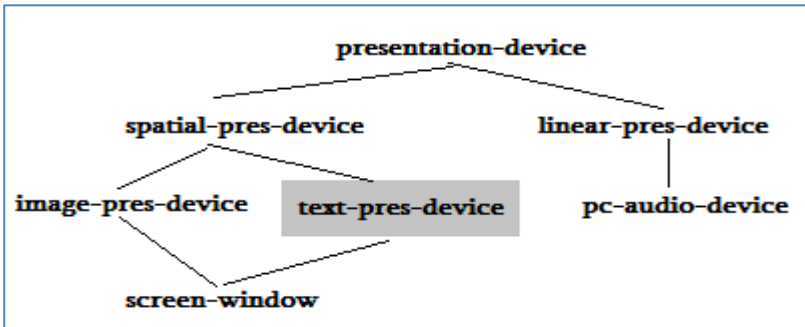 presentation-device
spatial-pres-device linear-pres-device
image-pres-device text-pres-device pc-audio-device
screen-window